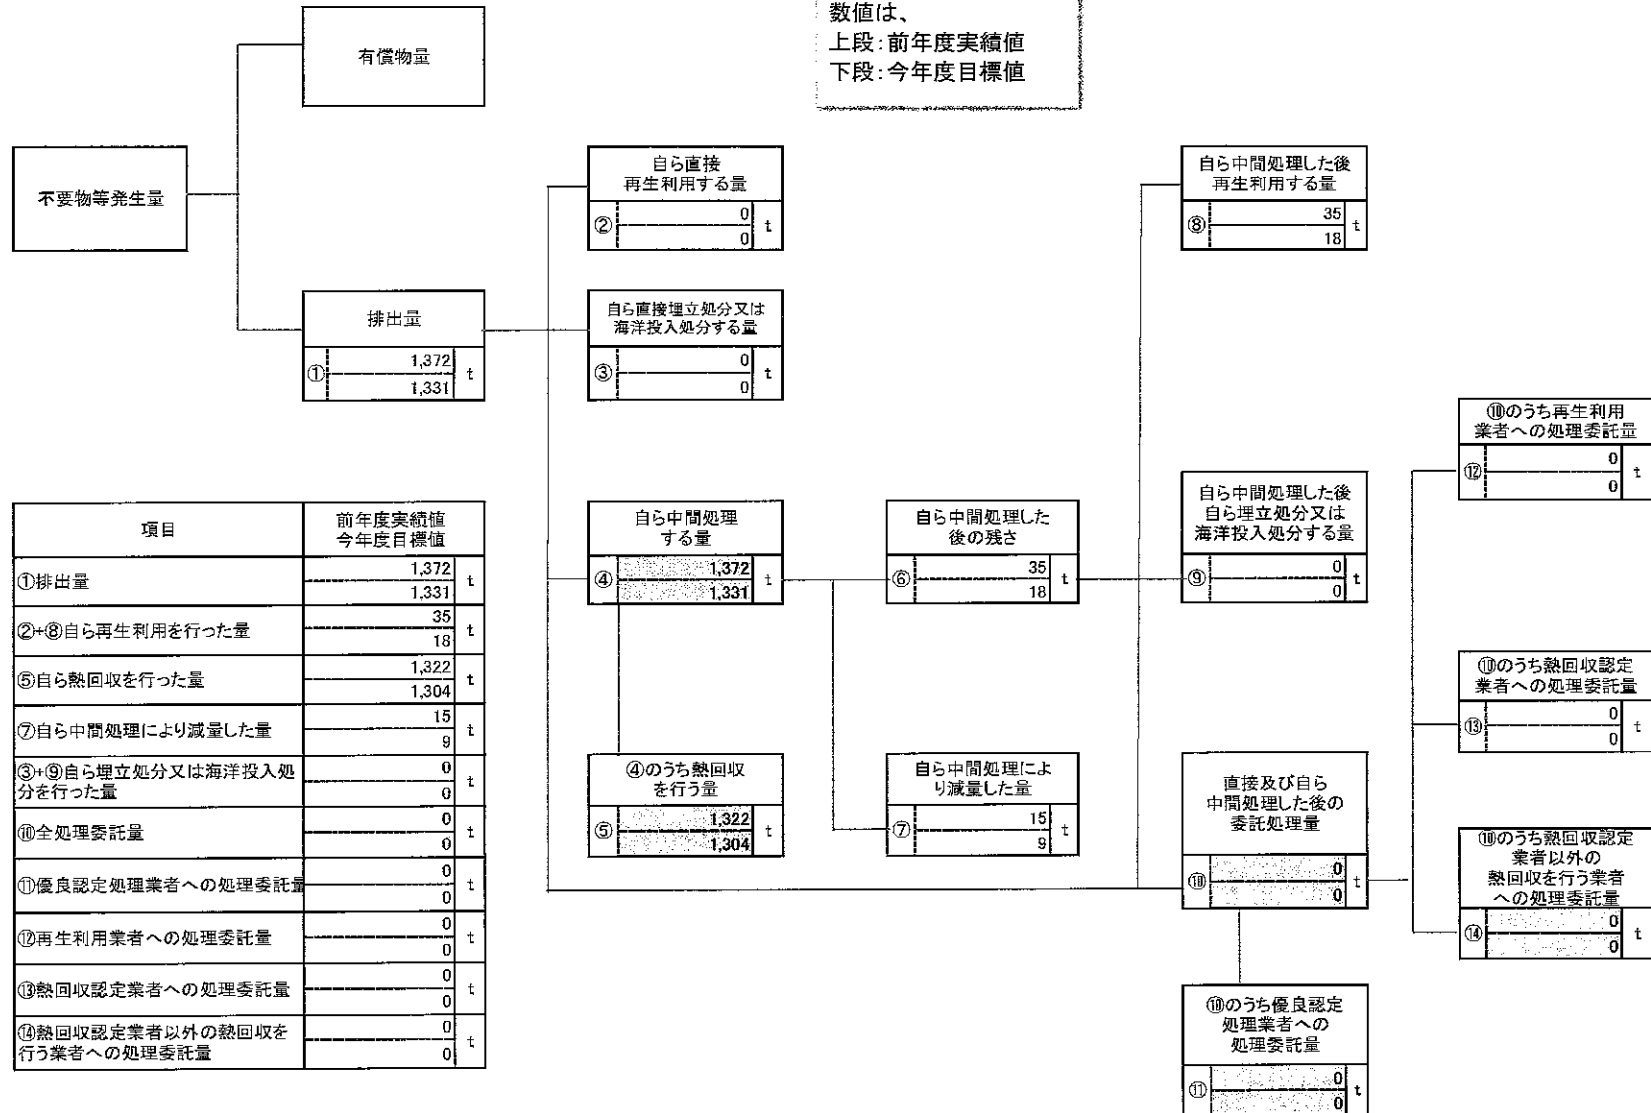 数値は、
上段：前年度実績値
下段：今年度目標値
有償物量
不要物等発生量
排出量
①
1,372
1,331
t
自ら直接
再生利用する量
②
0
0
t
自ら直接埋立処分又は
海洋投入処分する量
③
0
0
t
自ら中間処理した後
再生利用する量
⑧
35
18
t
自ら中間処理
する量
④
1,372
1,331
t
自ら中間処理した
後の残さ
⑥
35
18
t
自ら中間処理した後
自ら埋立処分又は
海洋投入処分する量
⑨
0
0
t
⑩のうち再生利用
業者への処理委託量
⑫
0
0
t
⑩のうち熱回収認定
業者への処理委託量
⑬
0
0
t
④のうち熱回収
を行う量
⑤
1,322
1,304
t
自ら中間処理によ
り減量した量
⑦
15
9
t
直接及び自ら
中間処理した後の
委託処理量
⑩
0
0
t
⑩のうち熱回収認定
業者以外の
熱回収を行う業者
への処理委託量
⑭
0
0
t
⑩のうち優良認定
処理業者への
処理委託量
⑪
0
0
t
項目
前年度実績値
今年度目標値
①排出量
1,372
1,331
t
②+⑧自ら再生利用を行った量
35
18
t
⑤自ら熱回収を行った量
1,322
1,304
t
⑦自ら中間処理により減量した量
15
9
t
③+⑨自ら埋立処分又は海洋投入処
分を行った量
0
0
t
⑩全処理委託量
0
0
t
⑪優良認定処理業者への処理委託量
0
0
t
⑫再生利用業者への処理委託量
0
0
t
⑬熱回収認定業者への処理委託量
0
0
t
⑭熱回収認定業者以外の熱回収を
行う業者への処理委託量
0
0
t